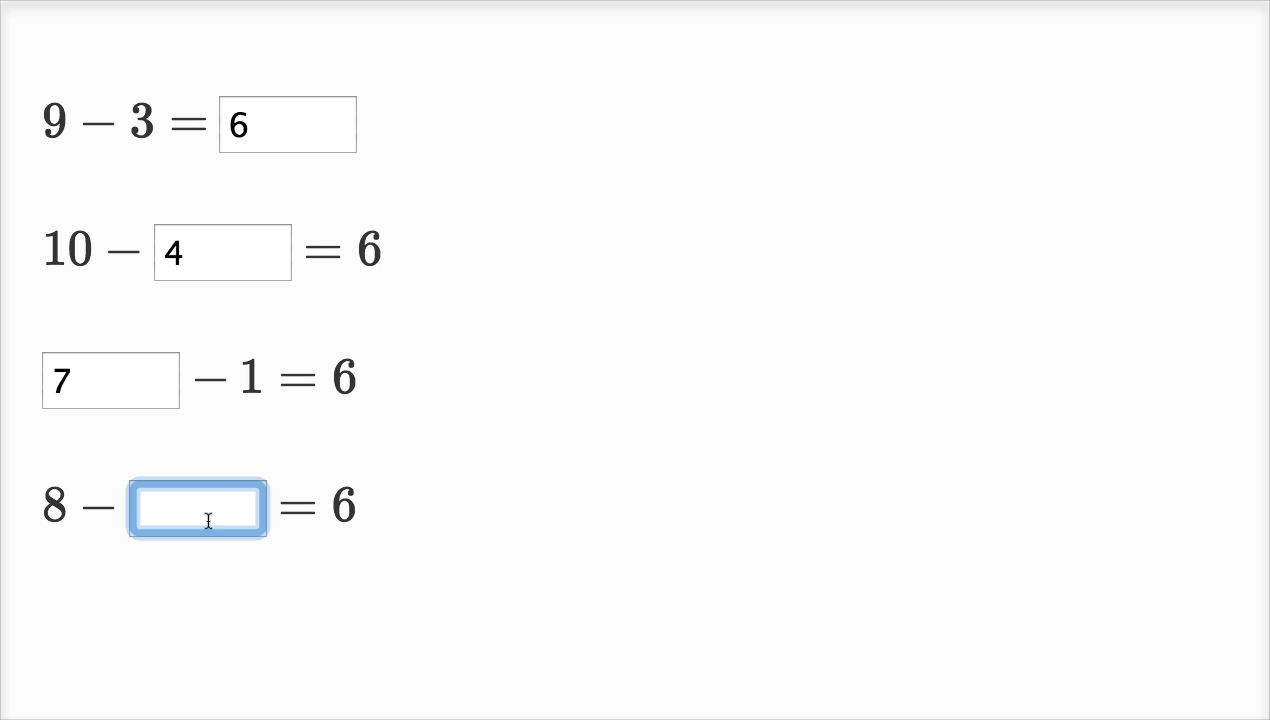 9 − 3 = 6
10 − 4 = 6
7 − 1 = 6
8 − = 6